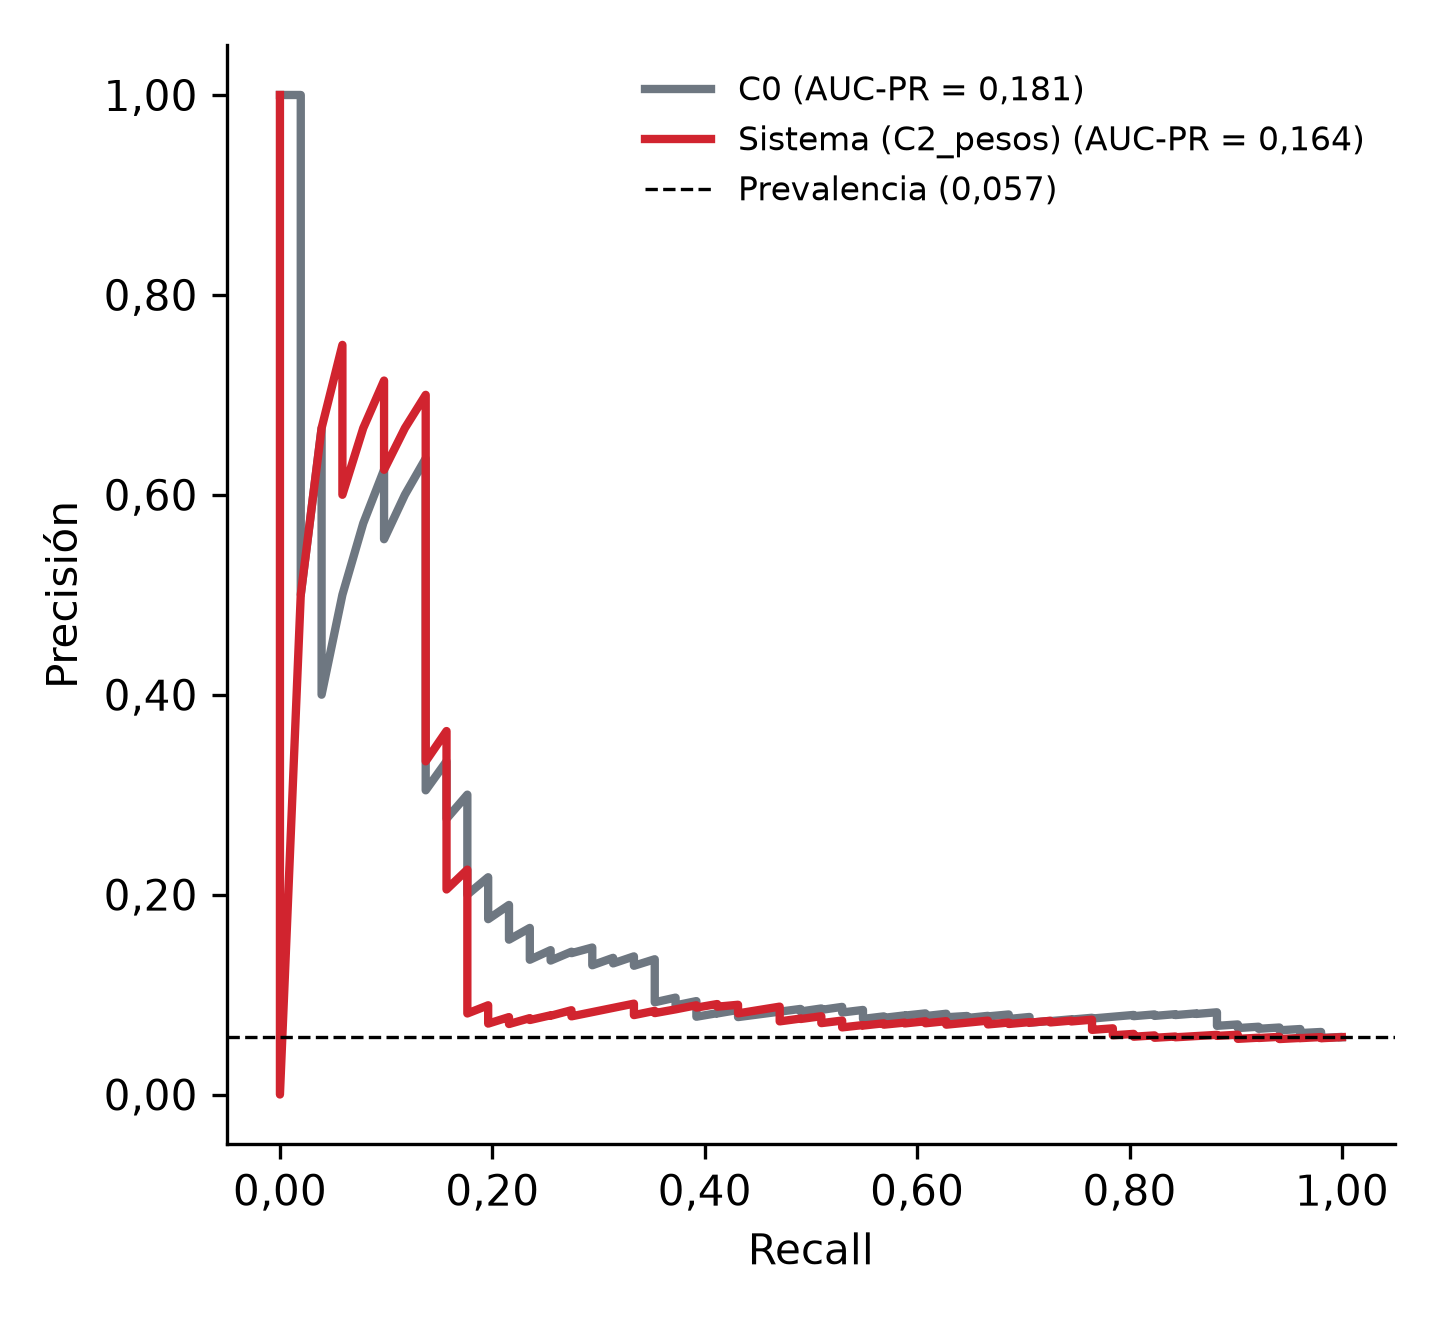 C0 (AUC-PR = 0,181)
Sistema (C2_pesos) (AUC-PR = 0,164)
Prevalencia (0,057)
Precisión
1,00
0,80
0,60
0,40
0,20
0,00
0,00 0,20 0,40 0,60 0,80 1,00
Recall